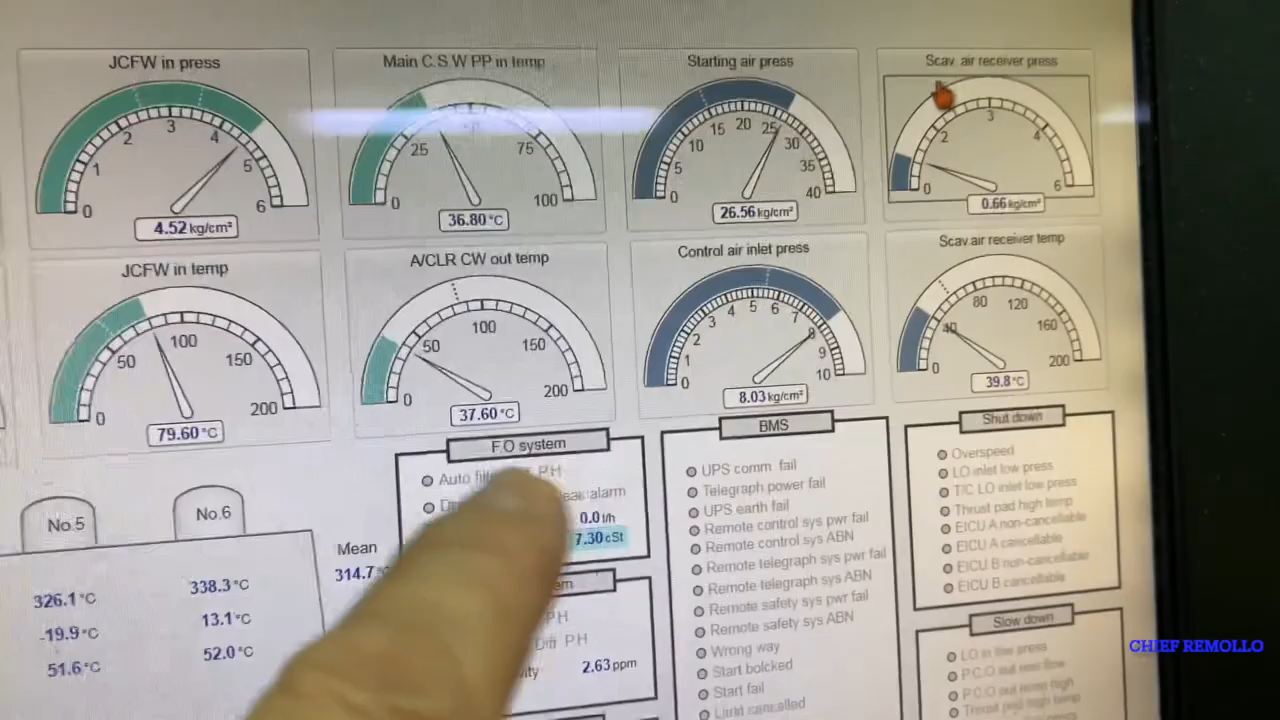 JCFW in press
1 2 3 4 5
0 6
4.52 kg/cm²
Main C.S.W PP in temp
25 75
0 100
36.80 °C
Starting air press
5 10 15 20 25 30 35
0 40
26.56 kg/cm²
Scav. air receiver press
2 3 4
0 6
0.66 kg/cm²
JCFW in temp
50 100 150
0 200
79.60 °C
A/CLR CW out temp
50 100 150
0 200
37.60 °C
Control air inlet press
1 2 3 4 5 6 7 8 9
0 10
8.03 kg/cm²
Scav.air receiver temp
40 80 120 160
0 200
39.8 °C
No.5
No.6
326.1 °C 338.3 °C
-19.9 °C 13.1 °C
51.6 °C 52.0 °C
Mean
314.7
F.O system
Auto P.H
alarm
0.0 l/h
7.30 cSt
P.H
Diff P.H
2.63 ppm
BMS
UPS comm fail
Telegraph power fail
UPS earth fail
Remote control sys pwr fail
Remote control sys ABN
Remote telegraph sys pwr fail
Remote telegraph sys ABN
Remote safety sys pwr fail
Remote safety sys ABN
Wrong way
Start bolcked
Start fail
cancelled
Shut down
Overspeed
LO inlet low press
T/C LO inlet low press
Thrust pad high temp
EICU A non-cancellable
EICU A cancellable
EICU B non-cancellable
EICU B cancellable
Slow down
LO in low press
P.C.O out non flow
P.C.O out temp high
Thrust pad high temp
CHIEF REMOLLO